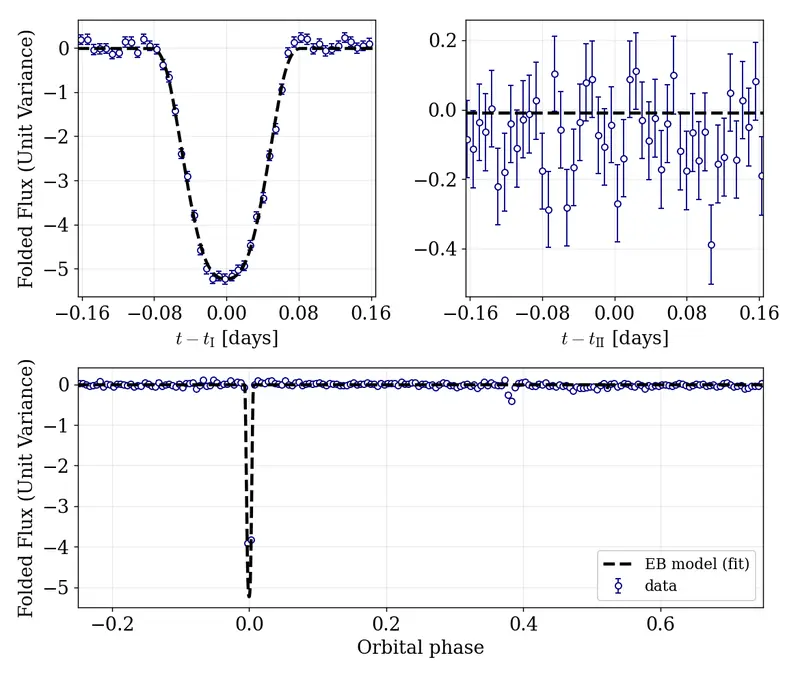 0
−1
−2
−3
−4
−5
Folded Flux (Unit Variance)
−0.16 −0.08 0.00 0.08 0.16
t − tI [days]
0.2
0.0
−0.2
−0.4
−0.16 −0.08 0.00 0.08 0.16
t − tII [days]
0
−1
−2
−3
−4
−5
Folded Flux (Unit Variance)
EB model (fit)
data
−0.2 0.0 0.2 0.4 0.6
Orbital phase